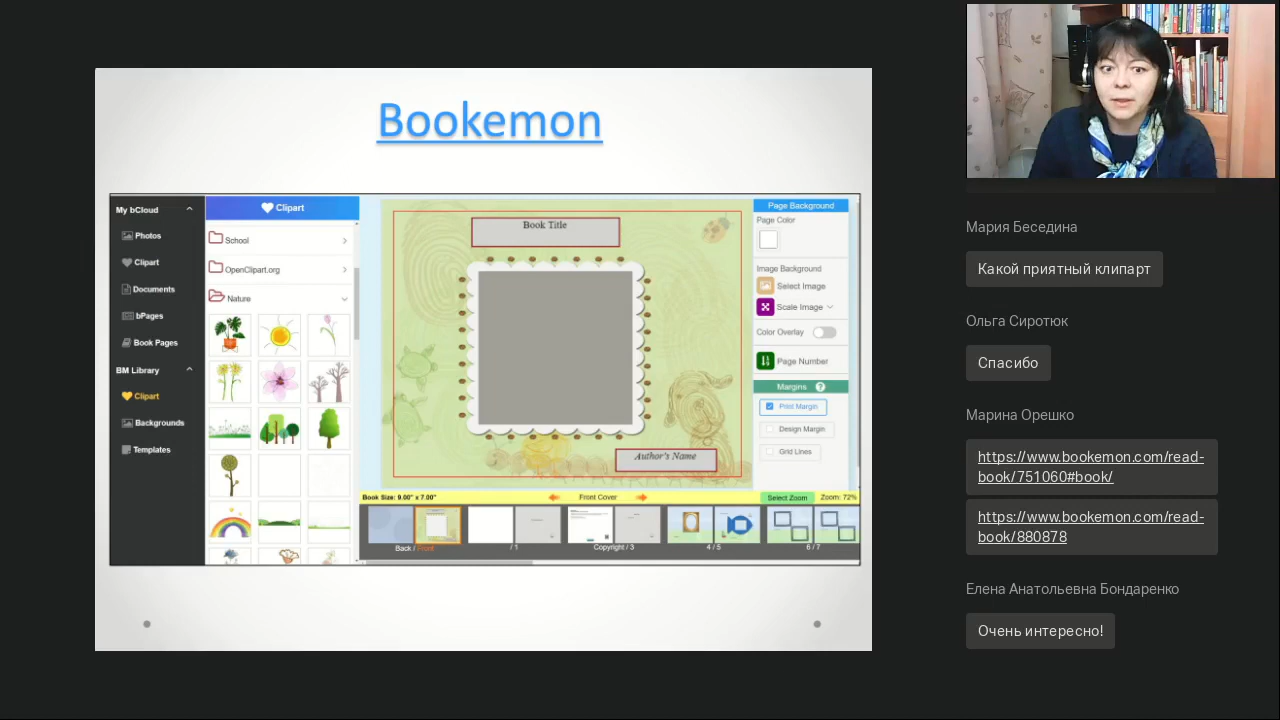 Bookemon
My bCloud
Photos
Clipart
Documents
bPages
Book Pages
BM Library
Clipart
Backgrounds
Templates
Clipart
School
OpenClipart.org
Nature
Book Title
Author's Name
Page Background
Page Color
Image Background
Select Image
Scale Image
Color Overlay
Page Number
Margins ?
Print Margin
Design Margin
Grid Lines
Book Size: 9.00" x 7.00"
Front Cover
Select Zoom
Zoom: 72%
Back / Front
/ 1
Copyright / 3
4 / 5
6 / 7
Мария Беседина
Какой приятный клипарт
Ольга Сиротюк
Спасибо
Марина Орешко
https://www.bookemon.com/read-
book/751060#book/
https://www.bookemon.com/read-
book/880878
Елена Анатольевна Бондаренко
Очень интересно!